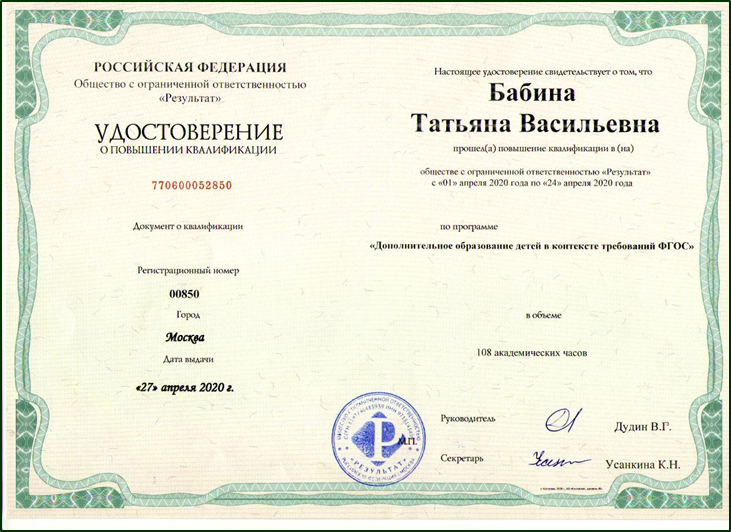 РОССИЙСКАЯ ФЕДЕРАЦИЯ
Общество с ограниченной ответственностью
«Результат»
УДОСТОВЕРЕНИЕ
О ПОВЫШЕНИИ КВАЛИФИКАЦИИ
770600052850
Документ о квалификации
Регистрационный номер
00850
Город
Москва
Дата выдачи
«27» апреля 2020 г.
Настоящее удостоверение свидетельствует о том, что
Бабина
Татьяна Васильевна
прошел(а) повышение квалификации в (на)
обществе с ограниченной ответственностью «Результат»
с «01» апреля 2020 года по «24» апреля 2020 года
по программе
«Дополнительное образование детей в контексте требований ФГОС»
в объеме
108 академических часов
М.П.
«РЕЗУЛЬТАТ»
Руководитель
Дудин В.Г.
Секретарь
Усанкина К.Н.